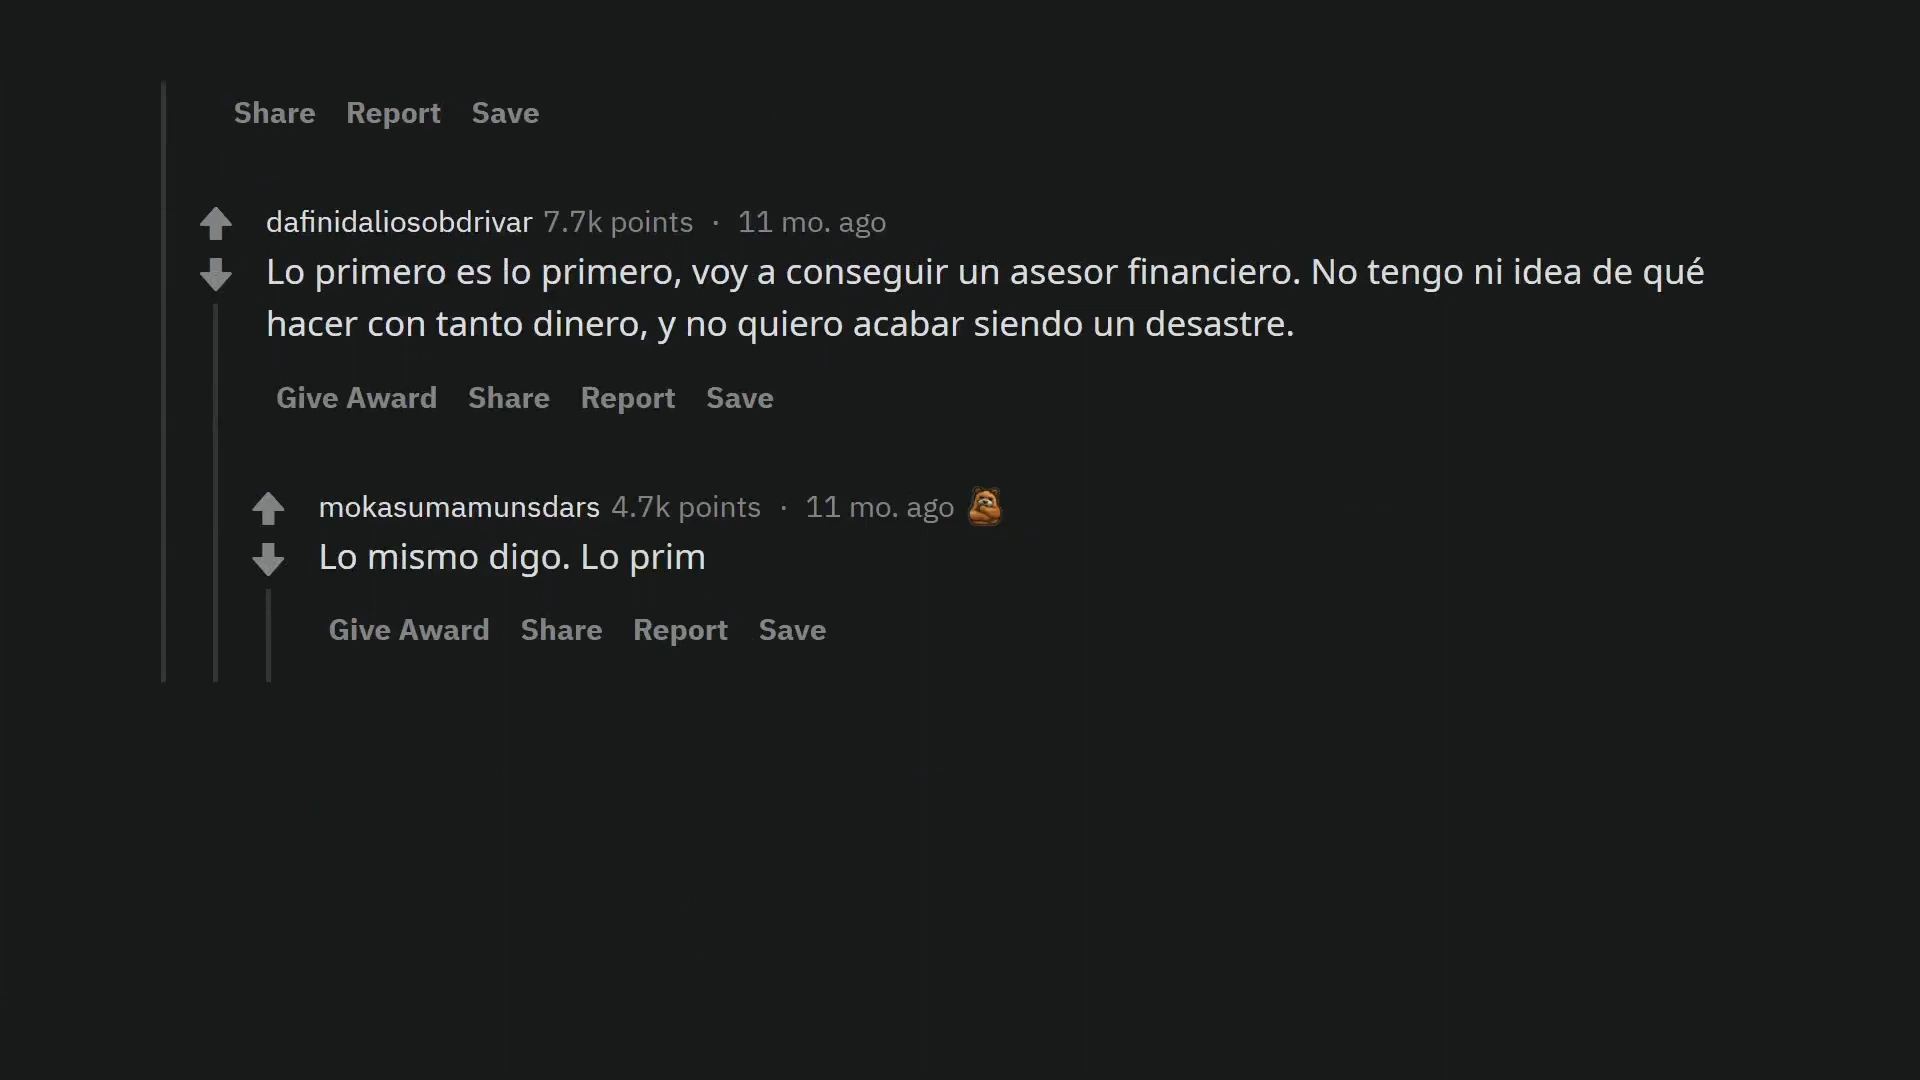 Share Report Save
dafinidaliosobdrivar 7.7k points · 11 mo. ago
Lo primero es lo primero, voy a conseguir un asesor financiero. No tengo ni idea de qué
hacer con tanto dinero, y no quiero acabar siendo un desastre.
Give Award Share Report Save
mokasumamunsdars 4.7k points · 11 mo. ago
Lo mismo digo. Lo prim
Give Award Share Report Save